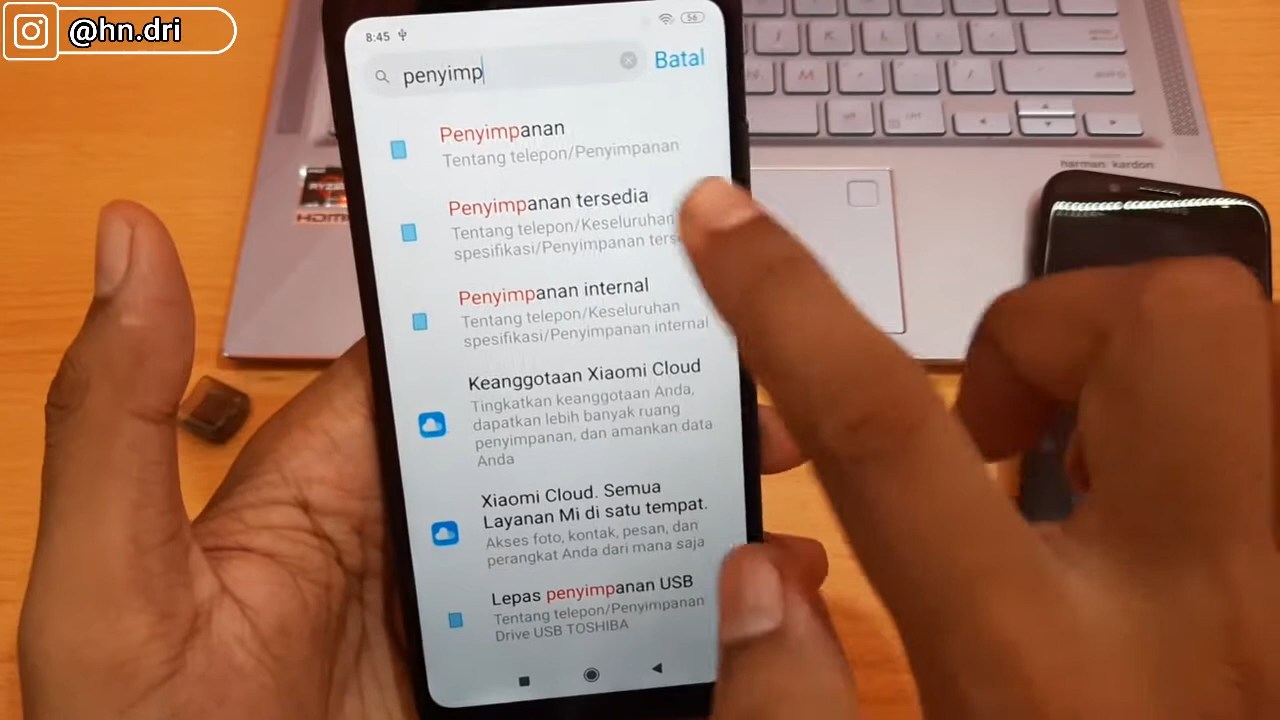 @hn.dri
8:45
56
penyimp
Batal
Penyimpanan
Tentang telepon/Penyimpanan
Penyimpanan tersedia
Tentang telepon/Keseluruhan
spesifikasi/Penyimpanan
Penyimpanan internal
Tentang telepon/Keseluruhan
spesifikasi/Penyimpanan internal
Keanggotaan Xiaomi Cloud
Tingkatkan keanggotaan Anda,
dapatkan lebih banyak ruang
penyimpanan, dan amankan data
Anda
Xiaomi Cloud. Semua
Layanan Mi di satu tempat.
Akses foto, kontak, pesan, dan
perangkat Anda dari mana saja
Lepas penyimpanan USB
Tentang telepon/Penyimpanan
Drive USB TOSHIBA
harman/kardon
RYZE
HDMI